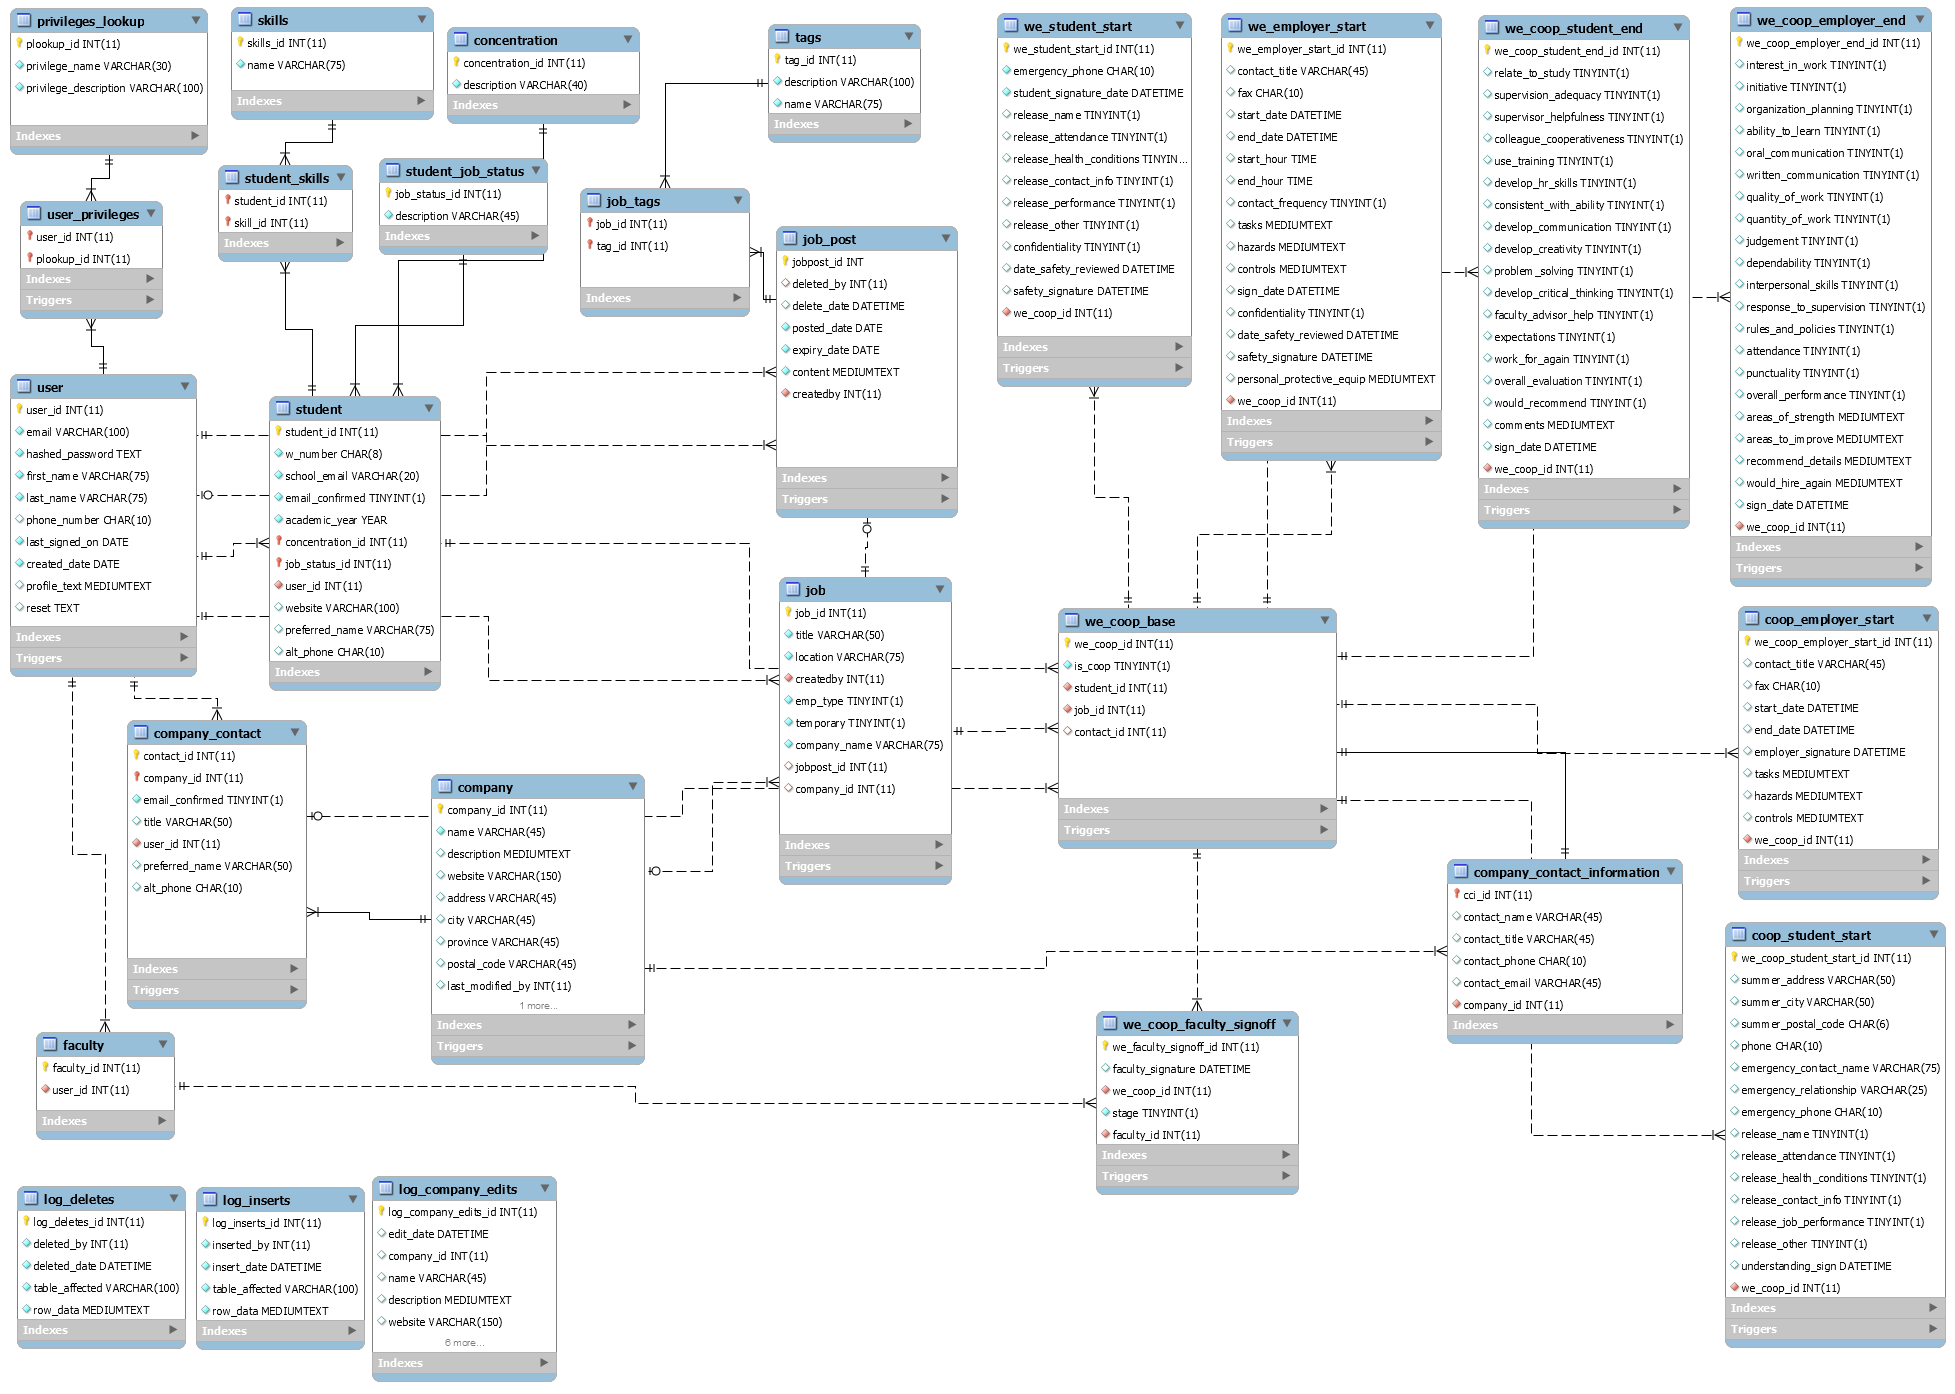 privileges_lookup
plookup_id INT(11)
privilege_name VARCHAR(30)
privilege_description VARCHAR(100)
Indexes
skills
skills_id INT(11)
name VARCHAR(75)
Indexes
concentration
concentration_id INT(11)
description VARCHAR(40)
Indexes
tags
tag_id INT(11)
description VARCHAR(100)
name VARCHAR(75)
Indexes
we_student_start
we_student_start_id INT(11)
emergency_phone CHAR(10)
student_signature_date DATETIME
release_name TINYINT(1)
release_attendance TINYINT(1)
release_health_conditions TINYIN...
release_contact_info TINYINT(1)
release_performance TINYINT(1)
release_other TINYINT(1)
confidentiality TINYINT(1)
date_safety_reviewed DATETIME
safety_signature DATETIME
we_coop_id INT(11)
Indexes
Triggers
we_employer_start
we_employer_start_id INT(11)
contact_title VARCHAR(45)
fax CHAR(10)
start_date DATETIME
end_date DATETIME
start_hour TIME
end_hour TIME
contact_frequency TINYINT(1)
tasks MEDIUMTEXT
hazards MEDIUMTEXT
controls MEDIUMTEXT
sign_date DATETIME
confidentiality TINYINT(1)
date_safety_reviewed DATETIME
safety_signature DATETIME
personal_protective_equip MEDIUMTEXT
we_coop_id INT(11)
Indexes
Triggers
we_coop_student_end
we_coop_student_end_id INT(11)
relate_to_study TINYINT(1)
supervision_adequacy TINYINT(1)
supervisor_helpfulness TINYINT(1)
colleague_cooperativeness TINYINT(1)
use_training TINYINT(1)
develop_hr_skills TINYINT(1)
consistent_with_ability TINYINT(1)
develop_communication TINYINT(1)
develop_creativity TINYINT(1)
problem_solving TINYINT(1)
develop_critical_thinking TINYINT(1)
faculty_advisor_help TINYINT(1)
expectations TINYINT(1)
work_for_again TINYINT(1)
overall_evaluation TINYINT(1)
would_recommend TINYINT(1)
comments MEDIUMTEXT
sign_date DATETIME
we_coop_id INT(11)
Indexes
Triggers
we_coop_employer_end
we_coop_employer_end_id INT(11)
interest_in_work TINYINT(1)
initiative TINYINT(1)
organization_planning TINYINT(1)
ability_to_learn TINYINT(1)
oral_communication TINYINT(1)
written_communication TINYINT(1)
quality_of_work TINYINT(1)
quantity_of_work TINYINT(1)
judgement TINYINT(1)
dependability TINYINT(1)
interpersonal_skills TINYINT(1)
response_to_supervision TINYINT(1)
rules_and_policies TINYINT(1)
attendance TINYINT(1)
punctuality TINYINT(1)
overall_performance TINYINT(1)
areas_of_strength MEDIUMTEXT
areas_to_improve MEDIUMTEXT
recommend_details MEDIUMTEXT
would_hire_again MEDIUMTEXT
sign_date DATETIME
we_coop_id INT(11)
Indexes
Triggers
user_privileges
user_id INT(11)
plookup_id INT(11)
Indexes
Triggers
student_skills
student_id INT(11)
skill_id INT(11)
Indexes
student_job_status
job_status_id INT(11)
description VARCHAR(45)
Indexes
job_tags
job_id INT(11)
tag_id INT(11)
Indexes
job_post
jobpost_id INT
deleted_by INT(11)
delete_date DATETIME
posted_date DATE
expiry_date DATE
content MEDIUMTEXT
createdby INT(11)
Indexes
Triggers
user
user_id INT(11)
email VARCHAR(100)
hashed_password TEXT
first_name VARCHAR(75)
last_name VARCHAR(75)
phone_number CHAR(10)
last_signed_on DATE
created_date DATE
profile_text MEDIUMTEXT
reset TEXT
Indexes
Triggers
student
student_id INT(11)
w_number CHAR(8)
school_email VARCHAR(20)
email_confirmed TINYINT(1)
academic_year YEAR
concentration_id INT(11)
job_status_id INT(11)
user_id INT(11)
website VARCHAR(100)
preferred_name VARCHAR(75)
alt_phone CHAR(10)
Indexes
job
job_id INT(11)
title VARCHAR(50)
location VARCHAR(75)
createdby INT(11)
emp_type TINYINT(1)
temporary TINYINT(1)
company_name VARCHAR(75)
jobpost_id INT(11)
company_id INT(11)
Indexes
Triggers
we_coop_base
we_coop_id INT(11)
is_coop TINYINT(1)
student_id INT(11)
job_id INT(11)
contact_id INT(11)
Indexes
Triggers
coop_employer_start
we_coop_employer_start_id INT(11)
contact_title VARCHAR(45)
fax CHAR(10)
start_date DATETIME
end_date DATETIME
employer_signature DATETIME
tasks MEDIUMTEXT
hazards MEDIUMTEXT
controls MEDIUMTEXT
we_coop_id INT(11)
Indexes
Triggers
company_contact
contact_id INT(11)
company_id INT(11)
email_confirmed TINYINT(1)
title VARCHAR(50)
user_id INT(11)
preferred_name VARCHAR(50)
alt_phone CHAR(10)
Indexes
Triggers
company
company_id INT(11)
name VARCHAR(45)
description MEDIUMTEXT
website VARCHAR(150)
address VARCHAR(45)
city VARCHAR(45)
province VARCHAR(45)
postal_code VARCHAR(45)
last_modified_by INT(11)
1 more...
Indexes
Triggers
company_contact_information
cci_id INT(11)
contact_name VARCHAR(45)
contact_title VARCHAR(45)
contact_phone CHAR(10)
contact_email VARCHAR(45)
company_id INT(11)
Indexes
coop_student_start
we_coop_student_start_id INT(11)
summer_address VARCHAR(50)
summer_city VARCHAR(50)
summer_postal_code CHAR(6)
phone CHAR(10)
emergency_contact_name VARCHAR(75)
emergency_relationship VARCHAR(25)
emergency_phone CHAR(10)
release_name TINYINT(1)
release_attendance TINYINT(1)
release_health_conditions TINYINT(1)
release_contact_info TINYINT(1)
release_job_performance TINYINT(1)
release_other TINYINT(1)
understanding_sign DATETIME
we_coop_id INT(11)
Indexes
Triggers
faculty
faculty_id INT(11)
user_id INT(11)
Indexes
we_coop_faculty_signoff
we_faculty_signoff_id INT(11)
faculty_signature DATETIME
we_coop_id INT(11)
stage TINYINT(1)
faculty_id INT(11)
Indexes
Triggers
log_deletes
log_deletes_id INT(11)
deleted_by INT(11)
deleted_date DATETIME
table_affected VARCHAR(100)
row_data MEDIUMTEXT
Indexes
log_inserts
log_inserts_id INT(11)
inserted_by INT(11)
insert_date DATETIME
table_affected VARCHAR(100)
row_data MEDIUMTEXT
Indexes
log_company_edits
log_company_edits_id INT(11)
edit_date DATETIME
company_id INT(11)
name VARCHAR(45)
description MEDIUMTEXT
website VARCHAR(150)
6 more...
Indexes